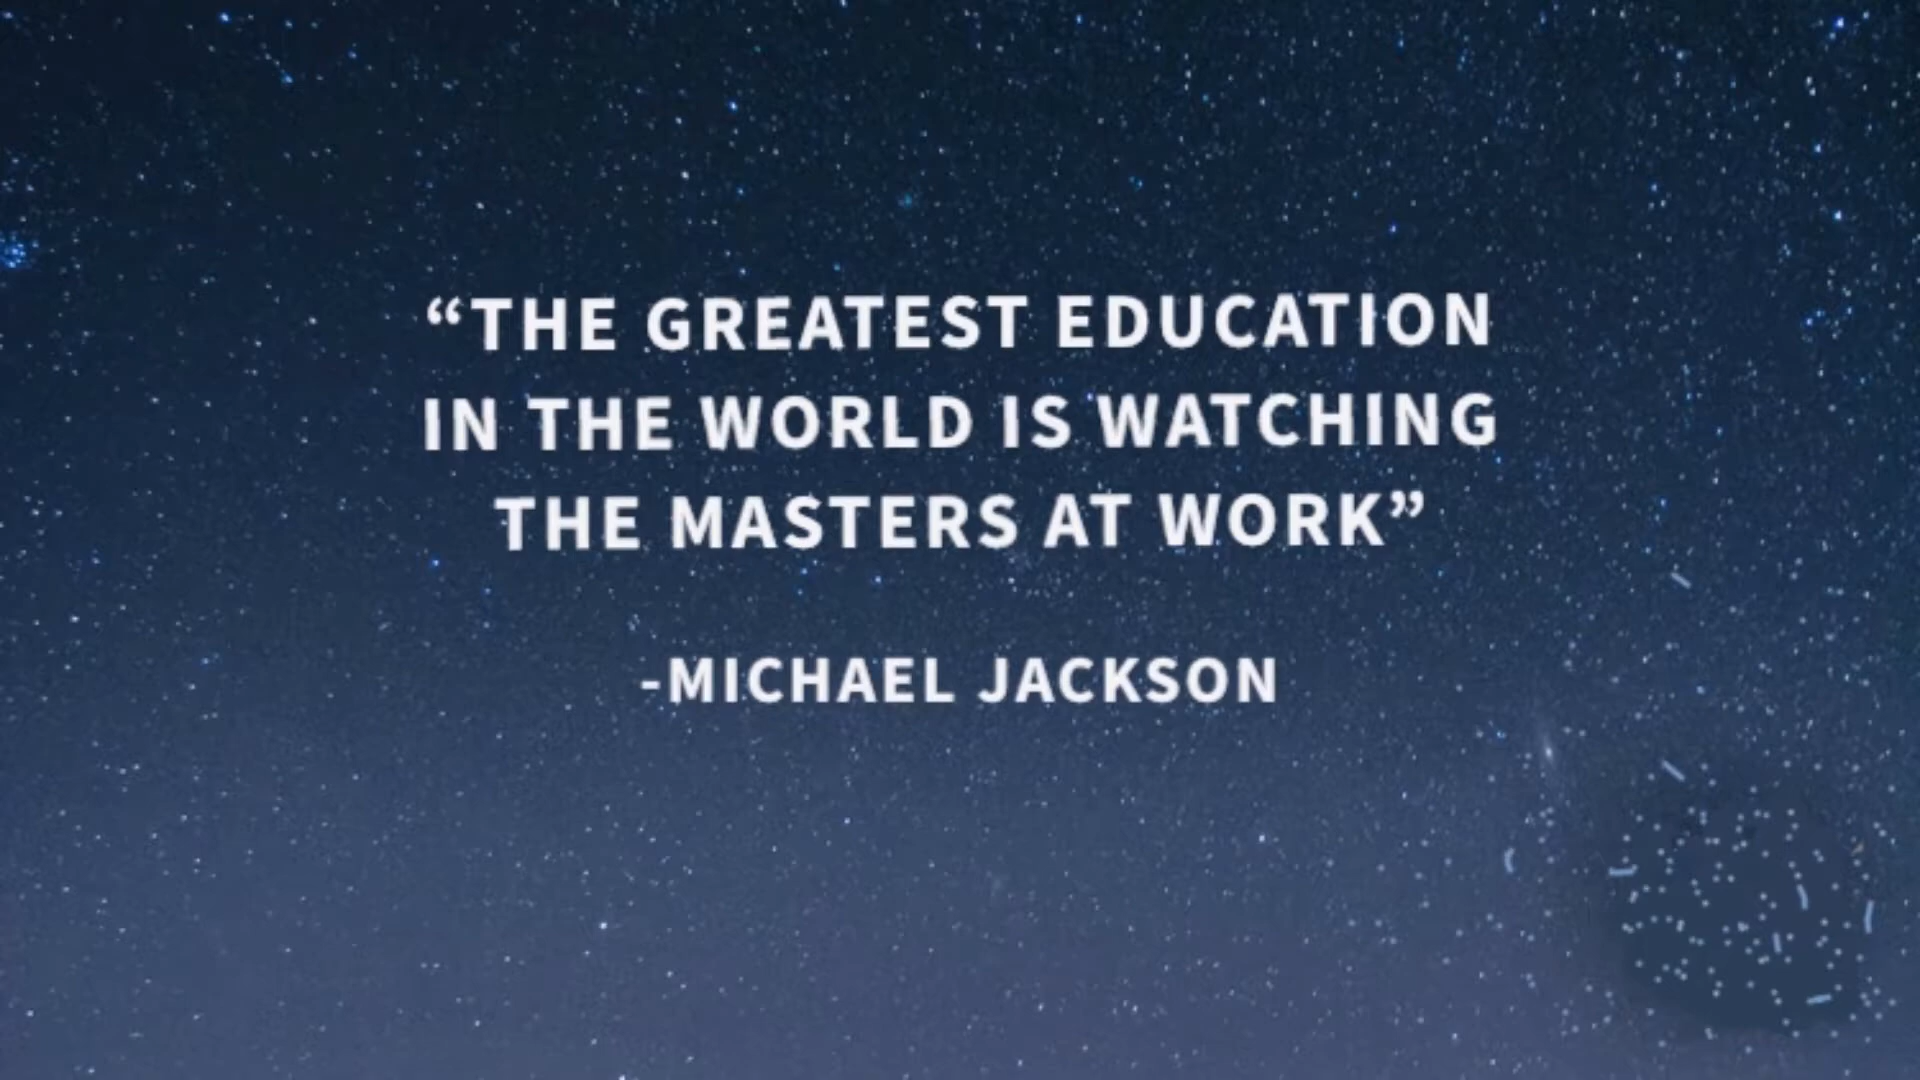 “THE GREATEST EDUCATION
IN THE WORLD IS WATCHING
THE MASTERS AT WORK”
-MICHAEL JACKSON